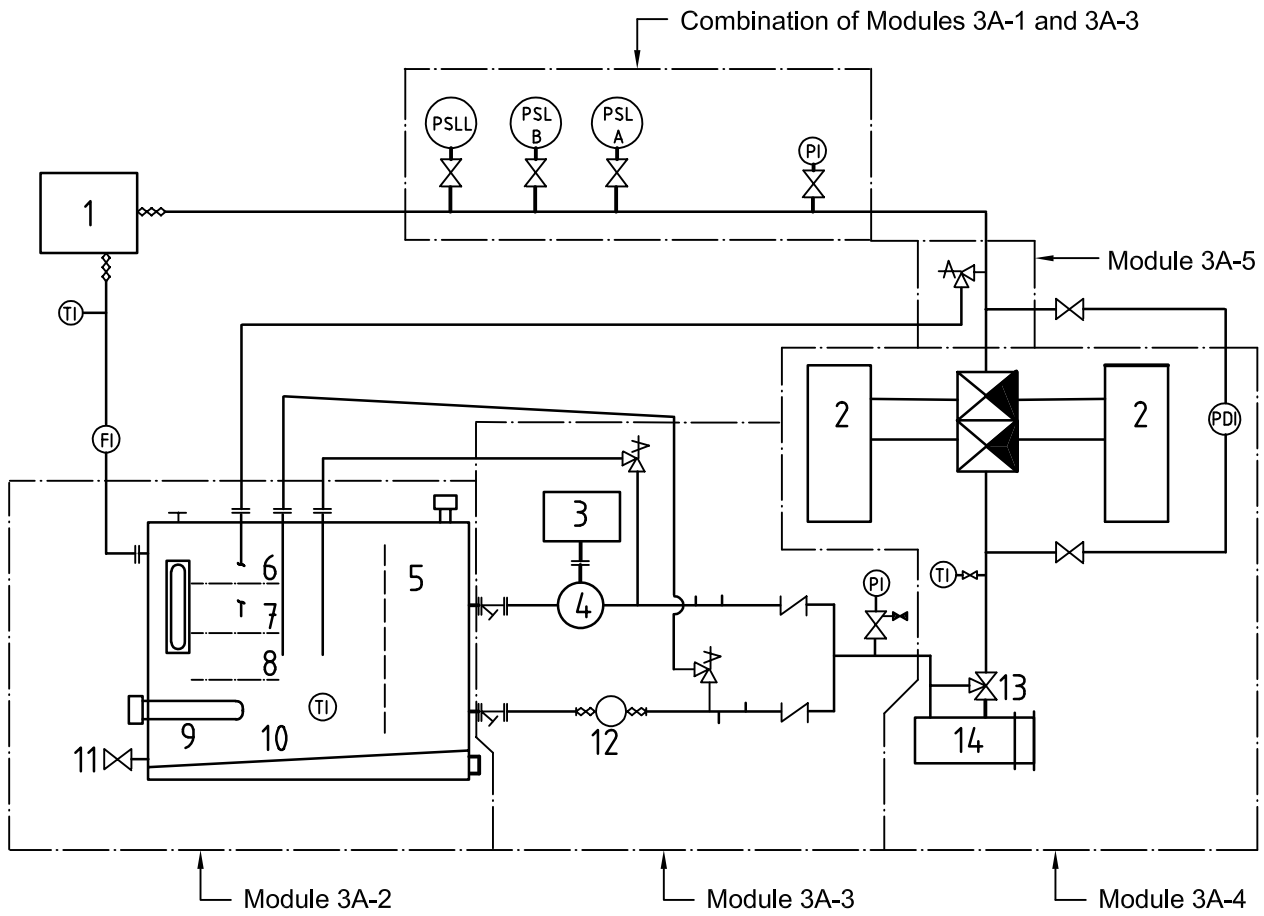 Combination of Modules 3A-1 and 3A-3
PSLL
PSL
B
PSL
A
PI
1
Module 3A-5
TI
2
2
FI
PDI
3
6
5
7
4
PI
TI
8
TI
13
9
10
12
14
11
Module 3A-2
Module 3A-3
Module 3A-4